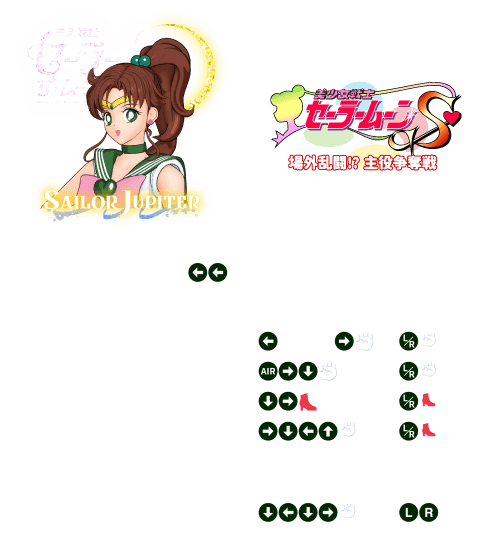 SAILOR JUPITER
美少女戦士
セーラームーンS
場外乱闘!? 主役争奪戦
←←
← → L/R
AIR→↓ L/R
↓→ L/R
→↓←↑ L/R
↓←↓→ L R